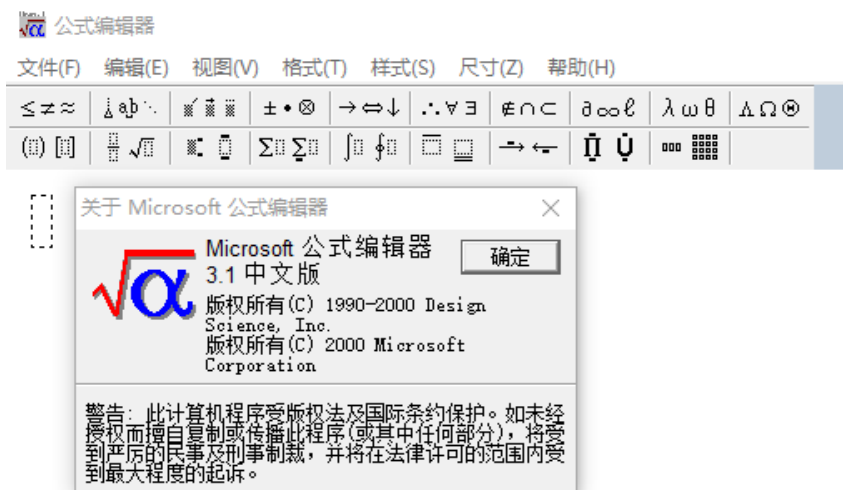 公式编辑器
文件(F) 编辑(E) 视图(V) 格式(T) 样式(S) 尺寸(Z) 帮助(H)
≤≠≈ ±•⊗ →⇔↓ ∴∀∃ ∉∩⊂ ∂∞ℓ λωθ ΛΩ⊛
关于 Microsoft 公式编辑器
Microsoft 公式编辑器
3.1 中文版
确定
版权所有(C) 1990-2000 Design
Science, Inc.
版权所有(C) 2000 Microsoft
Corporation
警告: 此计算机程序受版权法及国际条约保护。如未经
授权而擅自复制或传播此程序(或其中任何部分)，将受
到严厉的民事及刑事制裁，并将在法律许可的范围内受
到最大程度的起诉。